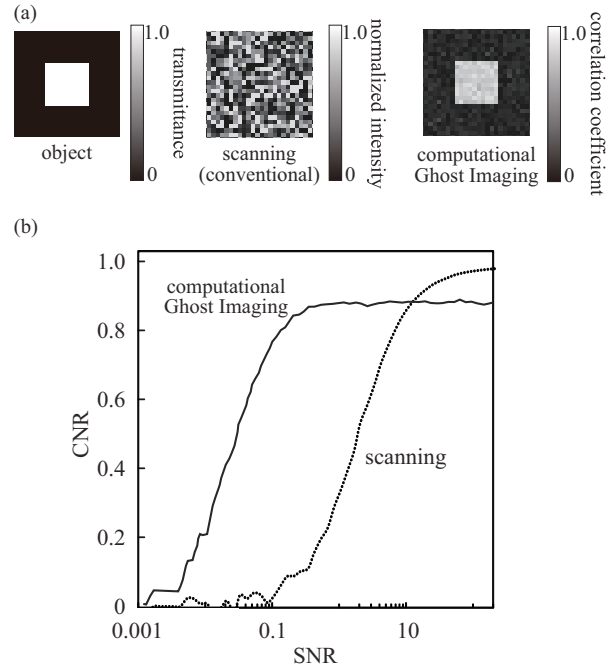 (a)
1.0
transmittance
0
object
scanning
(conventional)
1.0
normalized intensity
0
computational
Ghost Imaging
1.0
correlation coefficient
0
(b)
1.0
0.8
0.6
0.4
0.2
0
CNR
computational
Ghost Imaging
scanning
0.001
0.1
10
SNR